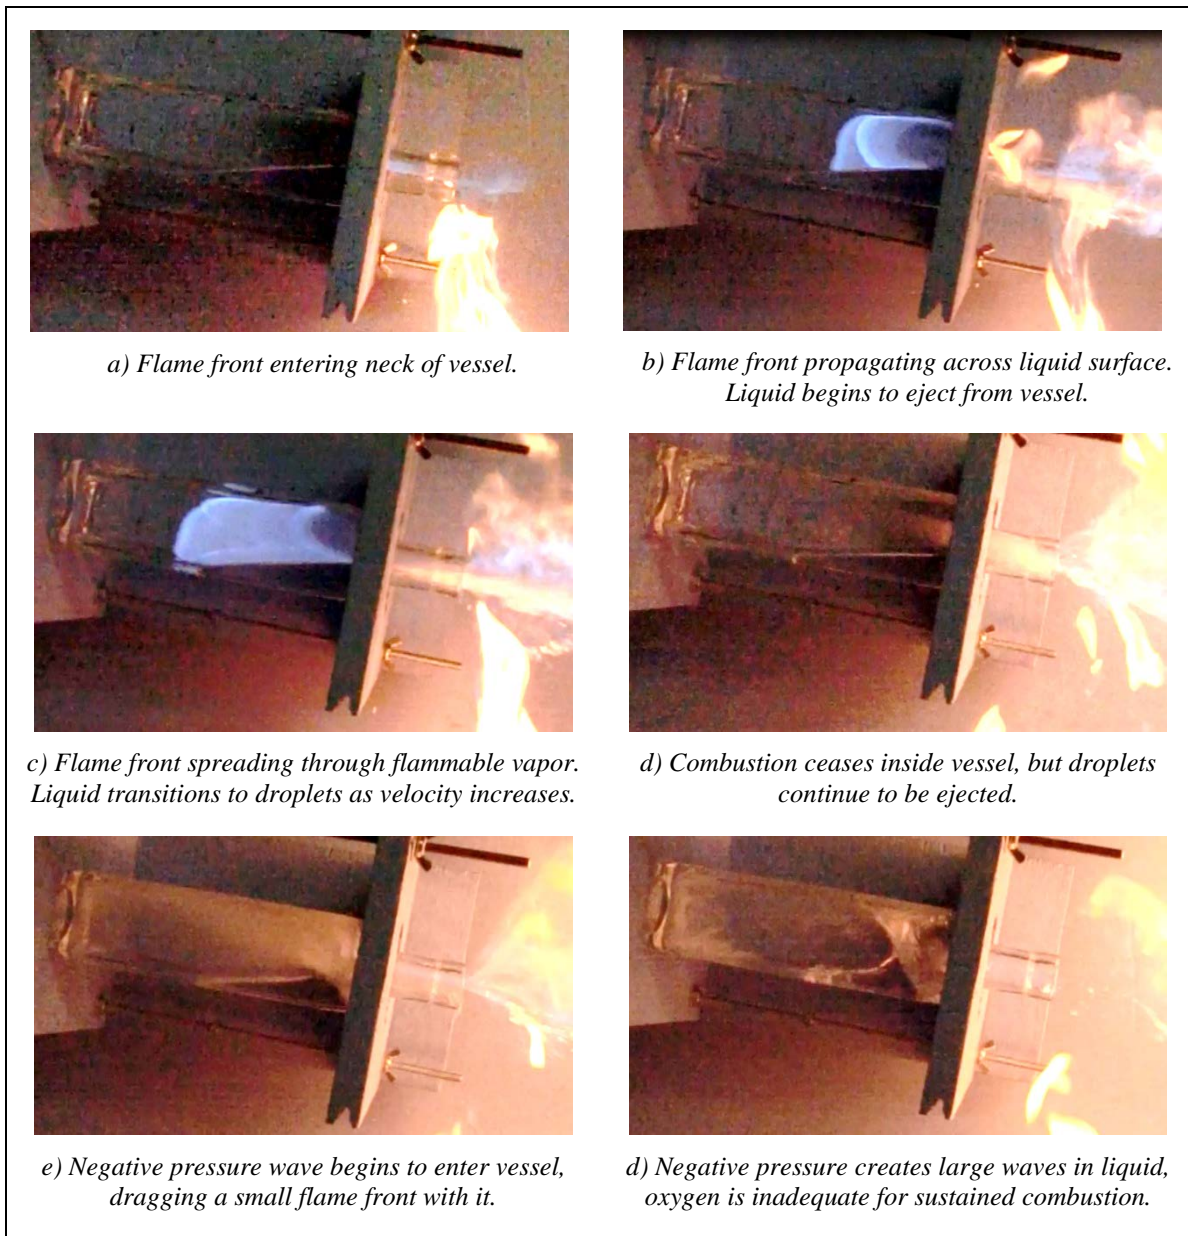 a) Flame front entering neck of vessel.
b) Flame front propagating across liquid surface.
Liquid begins to eject from vessel.
c) Flame front spreading through flammable vapor.
Liquid transitions to droplets as velocity increases.
d) Combustion ceases inside vessel, but droplets
continue to be ejected.
e) Negative pressure wave begins to enter vessel,
dragging a small flame front with it.
d) Negative pressure creates large waves in liquid,
oxygen is inadequate for sustained combustion.